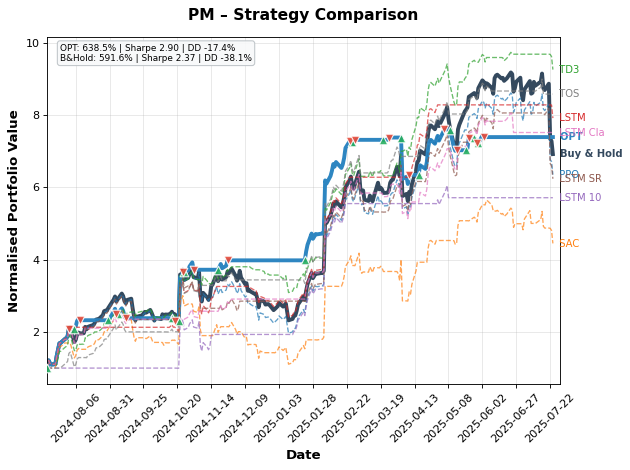 PM – Strategy Comparison
OPT: 638.5% | Sharpe 2.90 | DD -17.4%
B&Hold: 591.6% | Sharpe 2.37 | DD -38.1%
Normalised Portfolio Value
10
8
6
4
2
TD3
TOS
LSTM
LSTM Cla
OPT
Buy & Hold
PPO
LSTM SR
LSTM 10
SAC
2024-08-06
2024-08-31
2024-09-25
2024-10-20
2024-11-14
2024-12-09
2025-01-03
2025-01-28
2025-02-22
2025-03-19
2025-04-13
2025-05-08
2025-06-02
2025-06-27
2025-07-22
Date